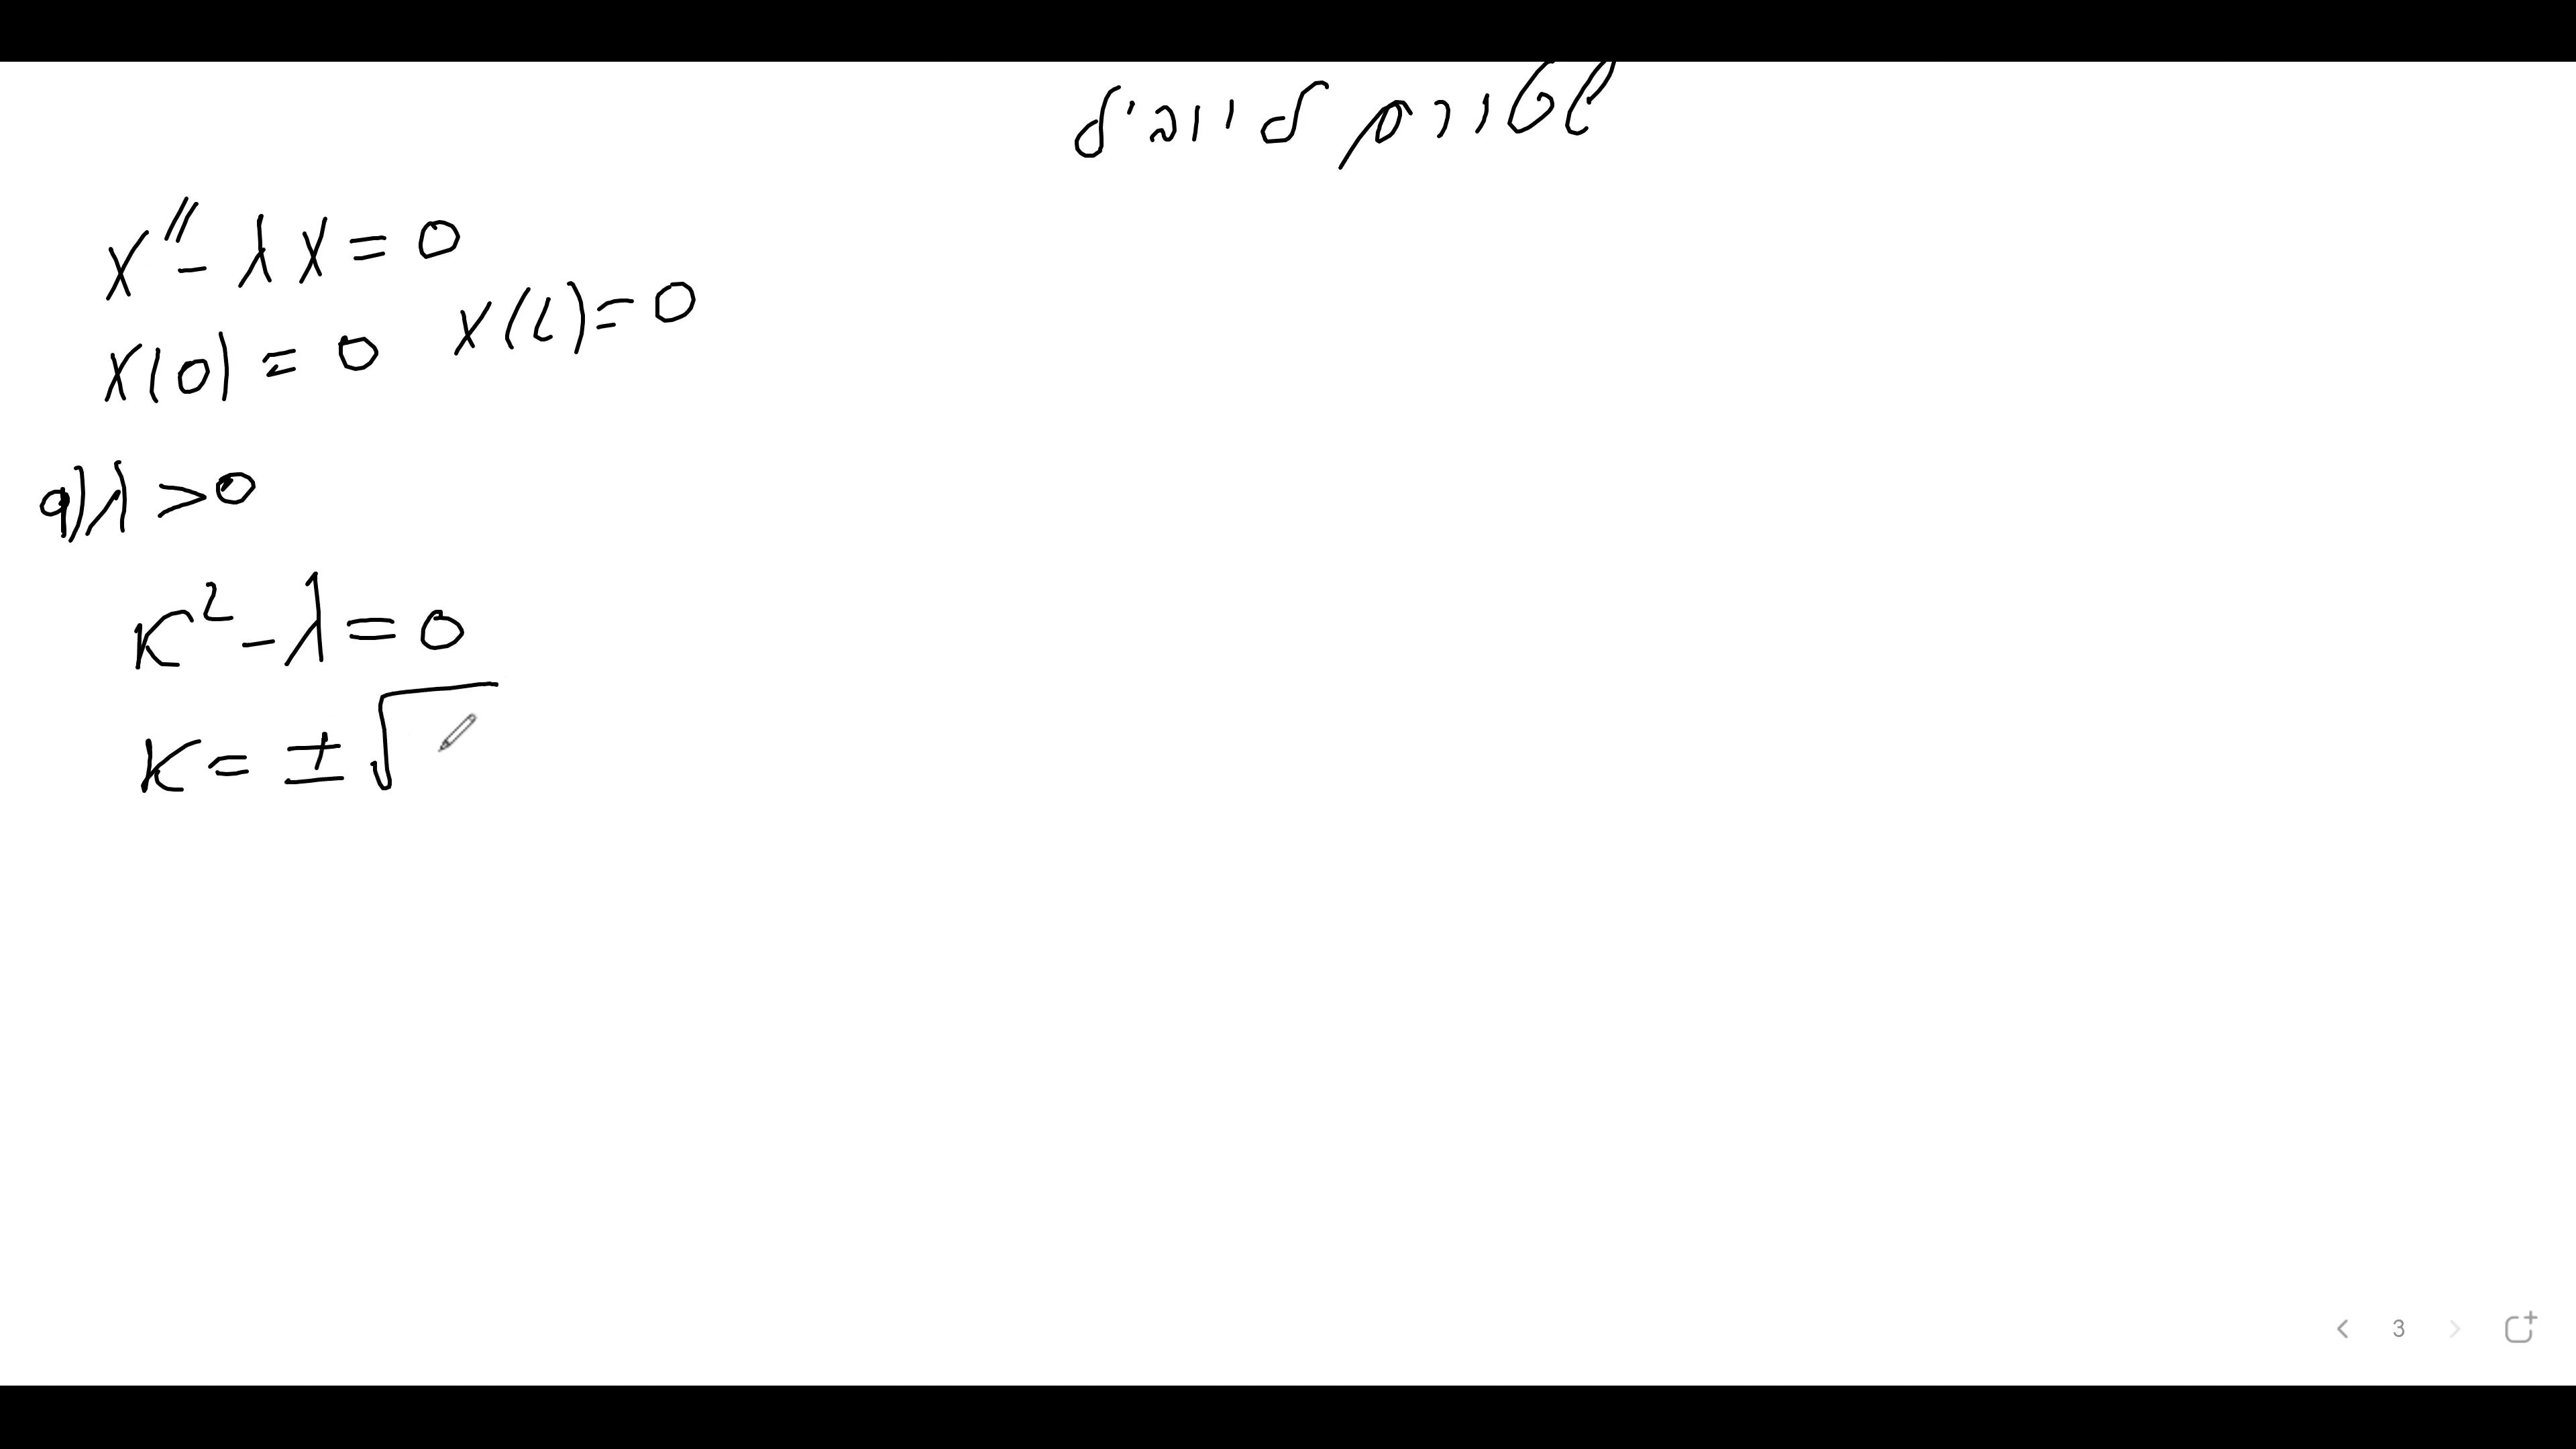 שטורם ליוביל
X'' - λX = 0
X(0) = 0 X(L) = 0
a) λ > 0
K² - λ = 0
K = ± √
3